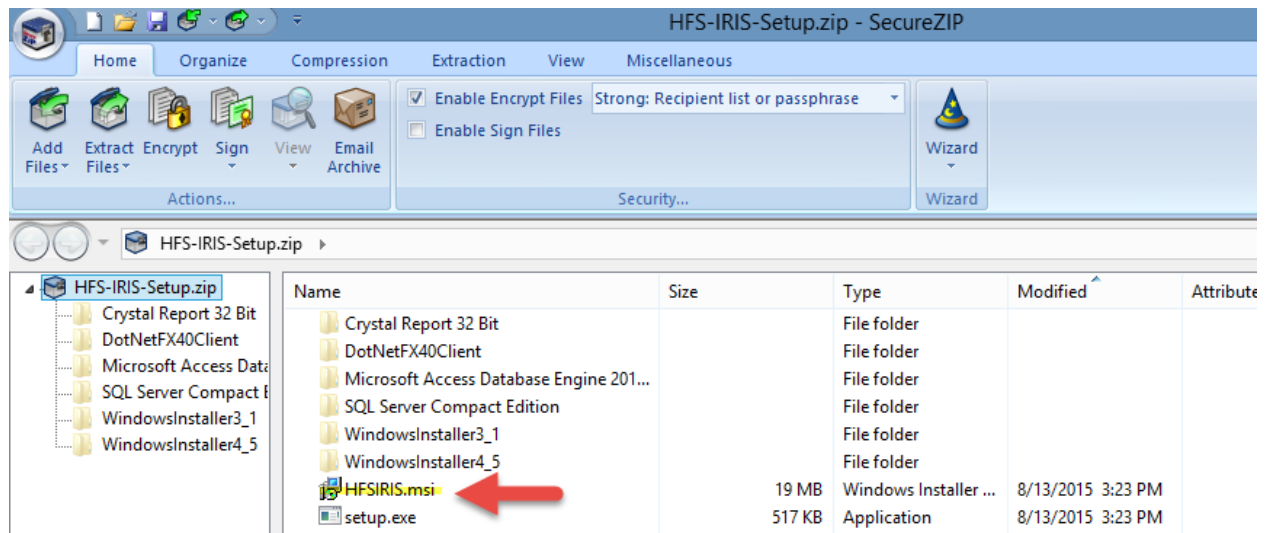 HFS-IRIS-Setup.zip - SecureZIP
Home Organize Compression Extraction View Miscellaneous
Enable Encrypt Files Strong: Recipient list or passphrase
Enable Sign Files
Add Files Extract Files Encrypt Sign View Email Archive Wizard
Actions... Security... Wizard
HFS-IRIS-Setup.zip
HFS-IRIS-Setup.zip
Crystal Report 32 Bit
DotNetFX40Client
Microsoft Access Data
SQL Server Compact E
WindowsInstaller3_1
WindowsInstaller4_5
Name Size Type Modified Attribute
Crystal Report 32 Bit File folder
DotNetFX40Client File folder
Microsoft Access Database Engine 201... File folder
SQL Server Compact Edition File folder
WindowsInstaller3_1 File folder
WindowsInstaller4_5 File folder
HFSIRIS.msi 19 MB Windows Installer ... 8/13/2015 3:23 PM
setup.exe 517 KB Application 8/13/2015 3:23 PM